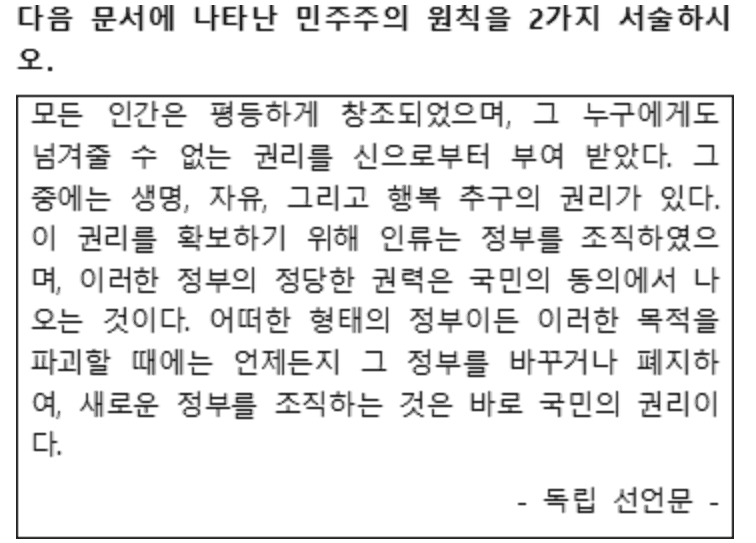 다음 문서에 나타난 민주주의 원칙을 2가지 서술하시
오.
모든 인간은 평등하게 창조되었으며, 그 누구에게도
넘겨줄 수 없는 권리를 신으로부터 부여 받았다. 그
중에는 생명, 자유, 그리고 행복 추구의 권리가 있다.
이 권리를 확보하기 위해 인류는 정부를 조직하였으
며, 이러한 정부의 정당한 권력은 국민의 동의에서 나
오는 것이다. 어떠한 형태의 정부이든 이러한 목적을
파괴할 때에는 언제든지 그 정부를 바꾸거나 폐지하
여, 새로운 정부를 조직하는 것은 바로 국민의 권리이
다.
- 독립 선언문 -